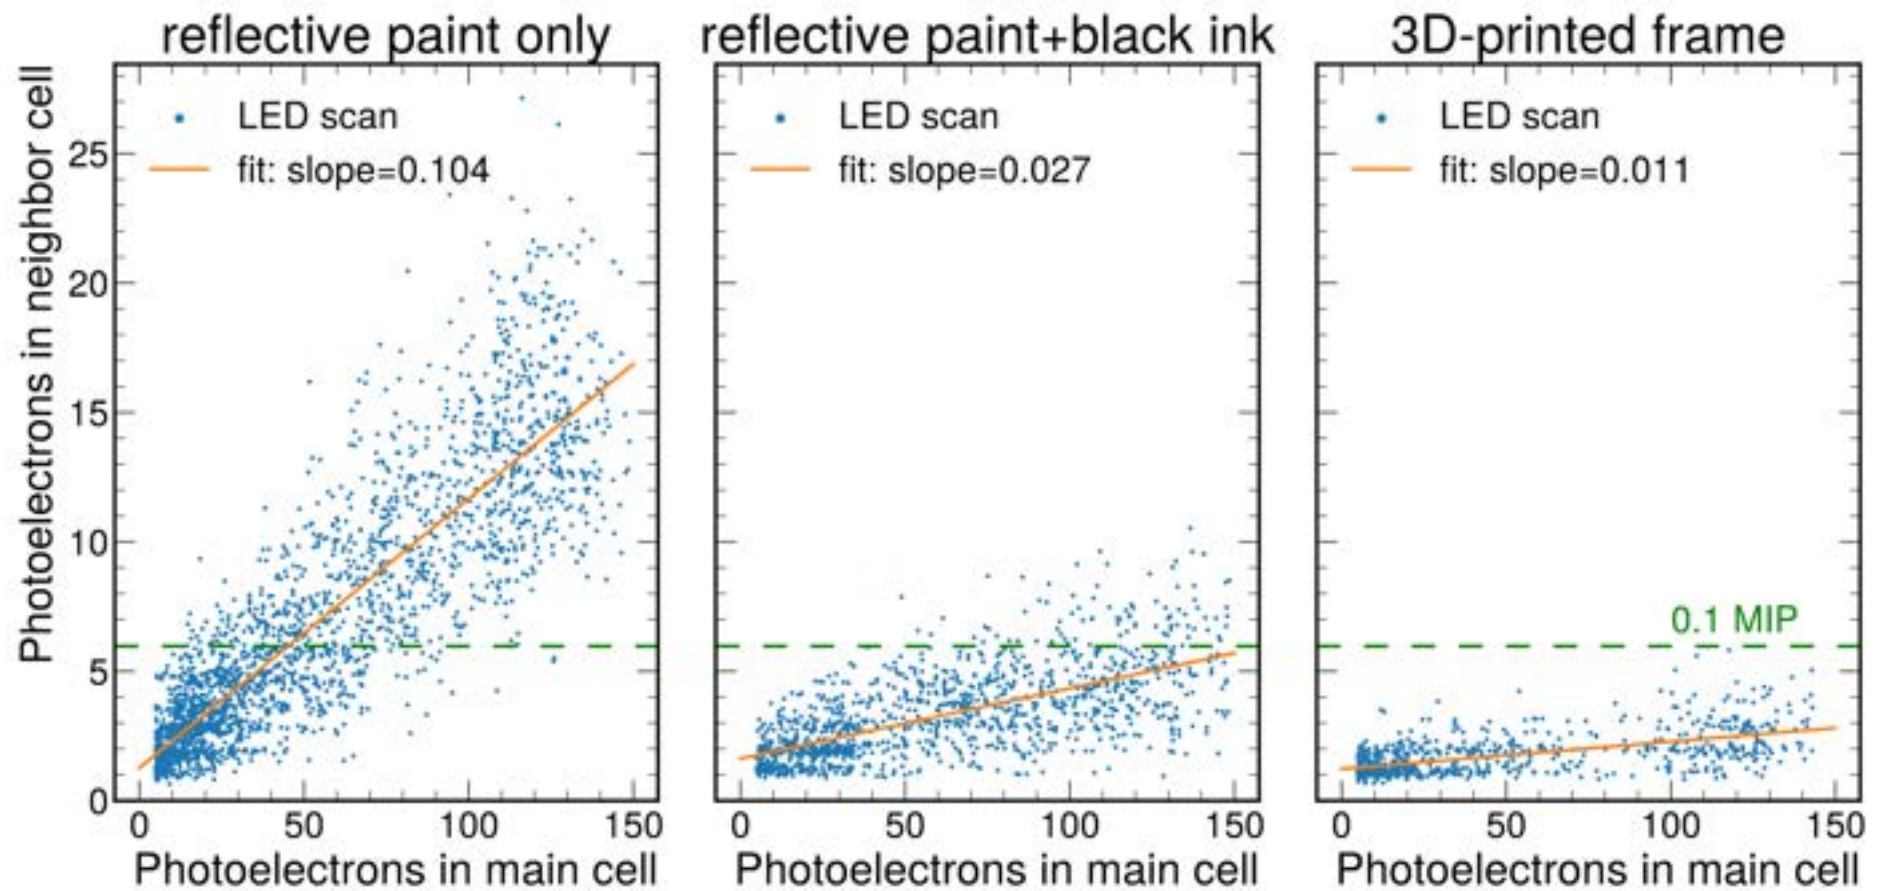 reflective paint only
reflective paint+black ink
3D-printed frame
Photoelectrons in neighbor cell
25
20
15
10
5
0
LED scan
fit: slope=0.104
LED scan
fit: slope=0.027
LED scan
fit: slope=0.011
0.1 MIP
0 50 100 150
0 50 100 150
0 50 100 150
Photoelectrons in main cell
Photoelectrons in main cell
Photoelectrons in main cell